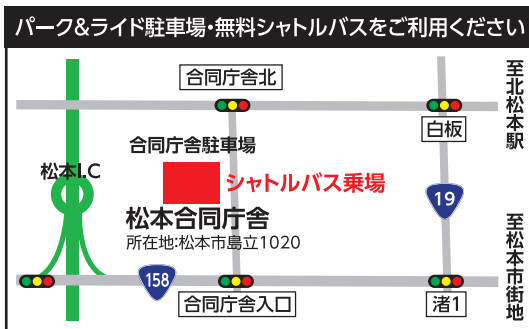 パーク&ライド駐車場・無料シャトルバスをご利用ください
合同庁舎北
至北松本駅
白板
合同庁舎駐車場
松本I.C
シャトルバス乗場
19
松本合同庁舎
所在地:松本市島立1020
至松本市街地
158
合同庁舎入口
渚1